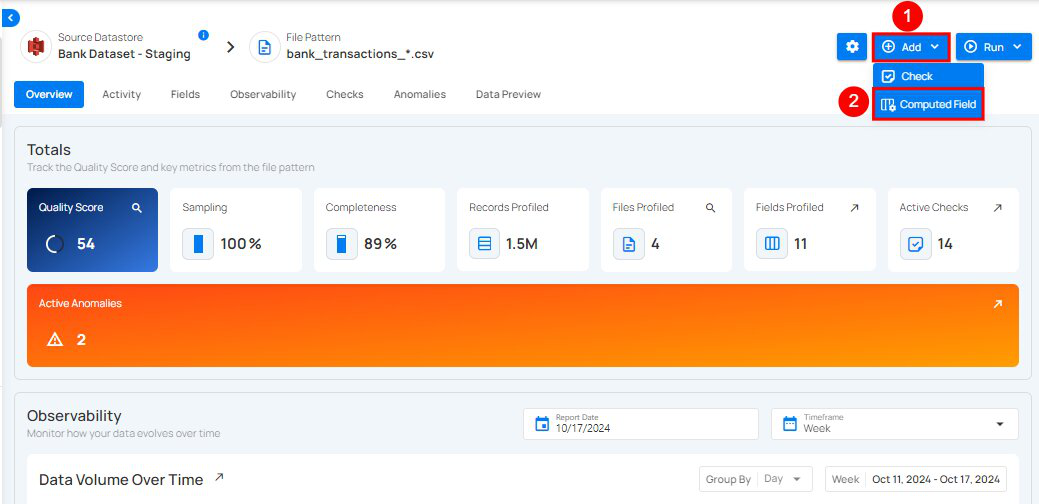 1
Source Datastore
Bank Dataset - Staging
File Pattern
bank_transactions_*.csv
Add
Run
Check
2
Computed Field
Overview
Activity
Fields
Observability
Checks
Anomalies
Data Preview
Totals
Track the Quality Score and key metrics from the file pattern
Quality Score
54
Sampling
100%
Completeness
89%
Records Profiled
1.5M
Files Profiled
4
Fields Profiled
11
Active Checks
14
Active Anomalies
2
Observability
Monitor how your data evolves over time
Report Date
10/17/2024
Timeframe
Week
Data Volume Over Time
Group By Day
Week Oct 11, 2024 - Oct 17, 2024